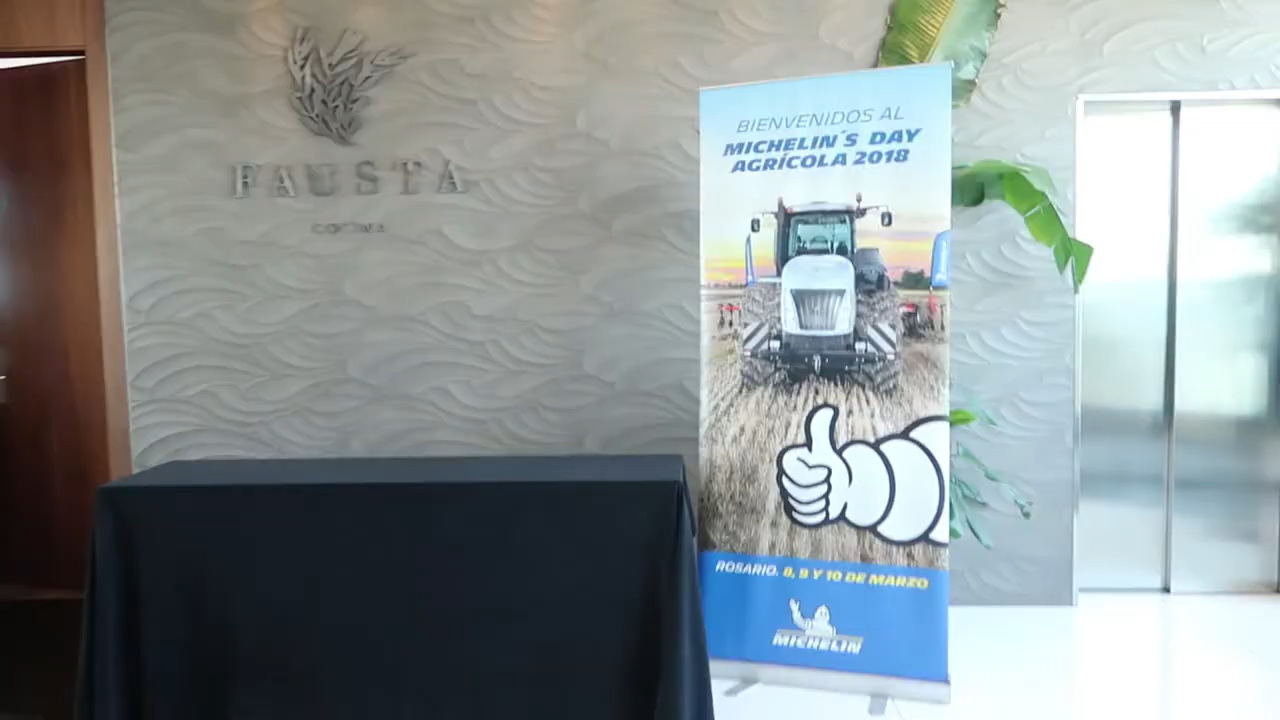 FAUSTA
COCINA
BIENVENIDOS AL
MICHELIN´S DAY
AGRÍCOLA 2018
ROSARIO. 8, 9 Y 10 DE MARZO
MICHELIN